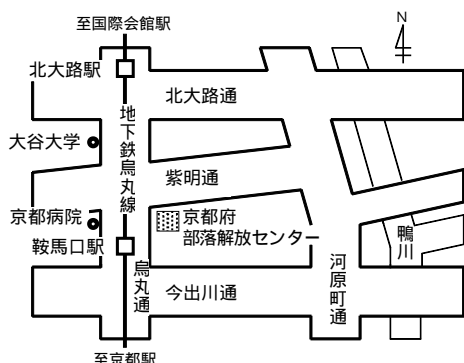 至国際会館駅
N
北大路駅
北大路通
地下鉄烏丸線
大谷大学
紫明通
京都病院
京都府
部落解放センター
鞍馬口駅
鴨川
烏丸通
今出川通
河原町通
至京都駅